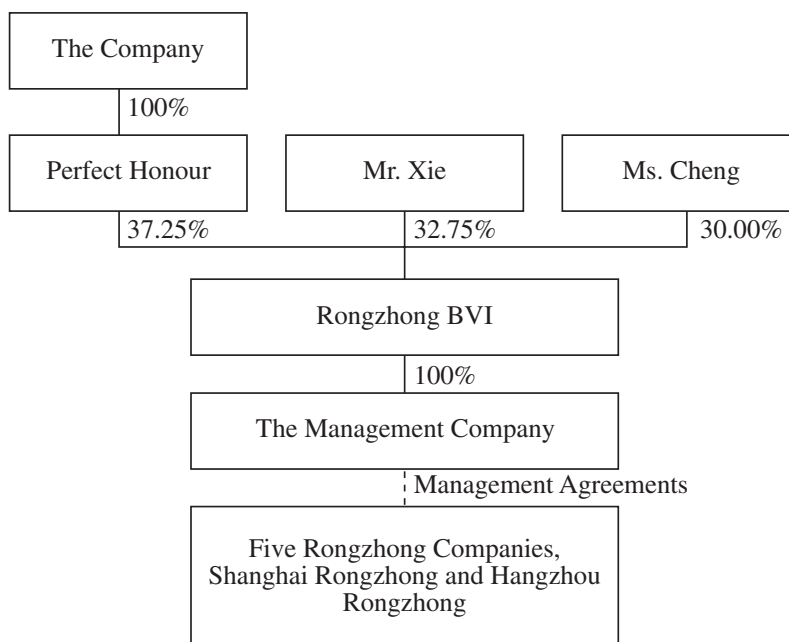 The Company
100%
Perfect Honour
Mr. Xie
Ms. Cheng
37.25%
32.75%
30.00%
Rongzhong BVI
100%
The Management Company
Management Agreements
Five Rongzhong Companies,
Shanghai Rongzhong and Hangzhou
Rongzhong